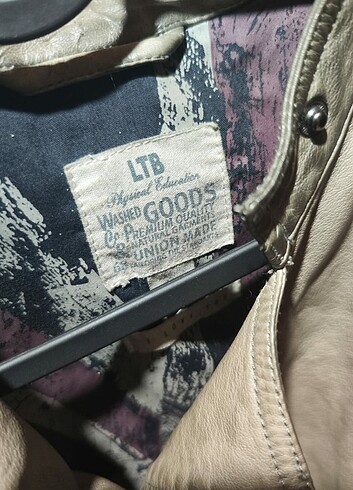 LTB
Physical Education
WASHED GOODS
Co PREMIUM QUALITY
NATURAL GARMENTS
UNION MADE